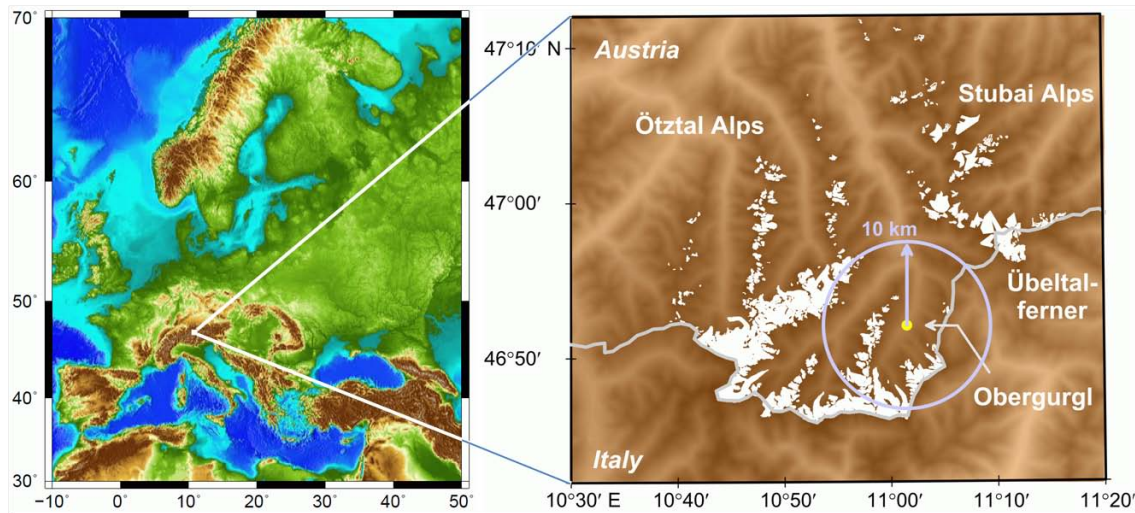 70˚
60˚
50˚
40˚
30˚
−10˚
0˚
10˚
20˚
30˚
40˚
50˚
Austria
Stubai Alps
Ötztal Alps
10 km
Übeltal-
ferner
Obergurgl
Italy
47°10′ N
47°00′
46°50′
10°30′ E
10°40′
10°50′
11°00′
11°10′
11°20′